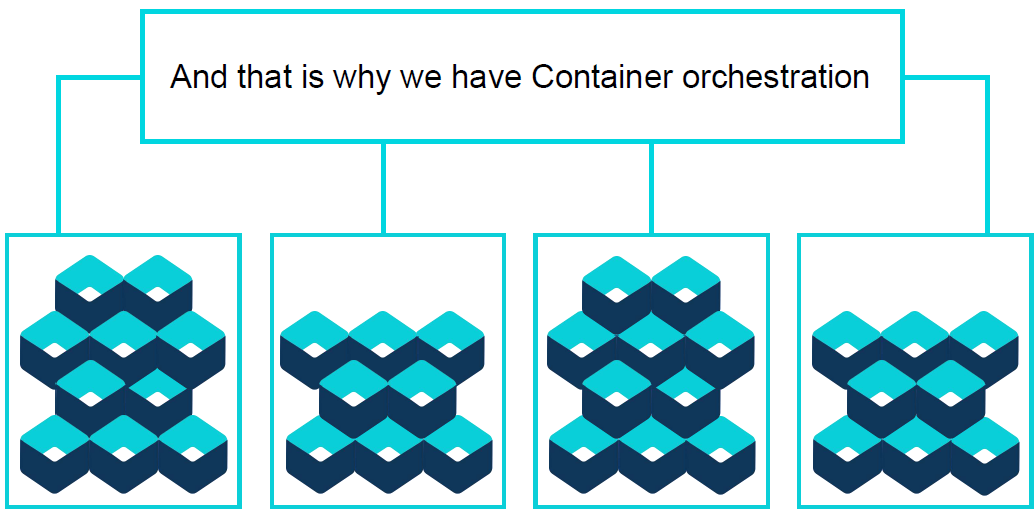 And that is why we have Container orchestration